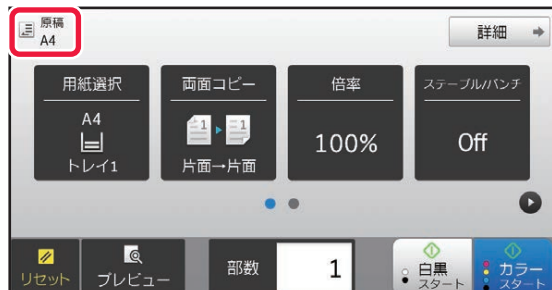 原稿
A4
詳細
用紙選択
A4
トレイ1
両面コピー
1
1
片面→片面
倍率
100%
ステープル/パンチ
Off
リセット
プレビュー
部数
1
白黒
スタート
カラー
スタート